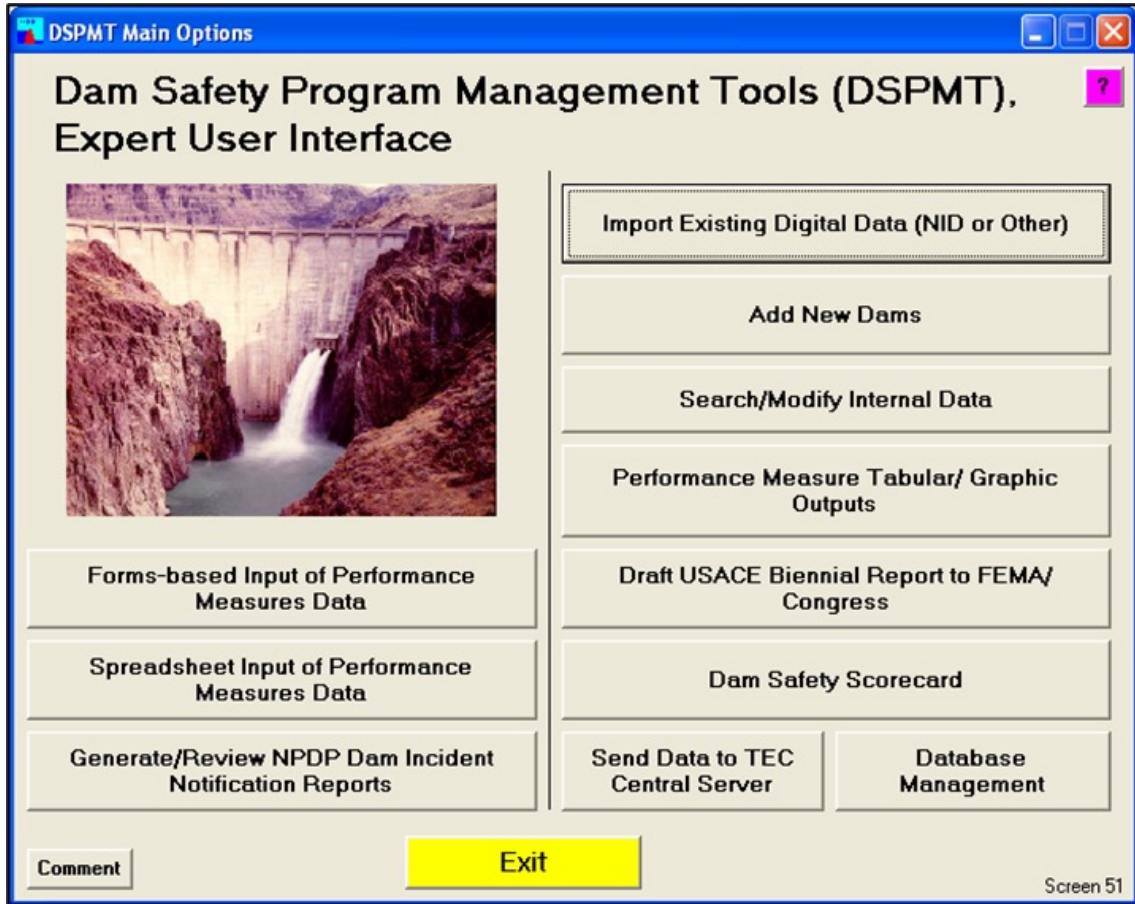 DSPMT Main Options
Dam Safety Program Management Tools (DSPMT),
Expert User Interface
?
Forms-based Input of Performance
Measures Data
Spreadsheet Input of Performance
Measures Data
Generate/Review NPDP Dam Incident
Notification Reports
Import Existing Digital Data (NID or Other)
Add New Dams
Search/Modify Internal Data
Performance Measure Tabular/ Graphic
Outputs
Draft USACE Biennial Report to FEMA/
Congress
Dam Safety Scorecard
Send Data to TEC
Central Server
Database
Management
Comment
Exit
Screen 51